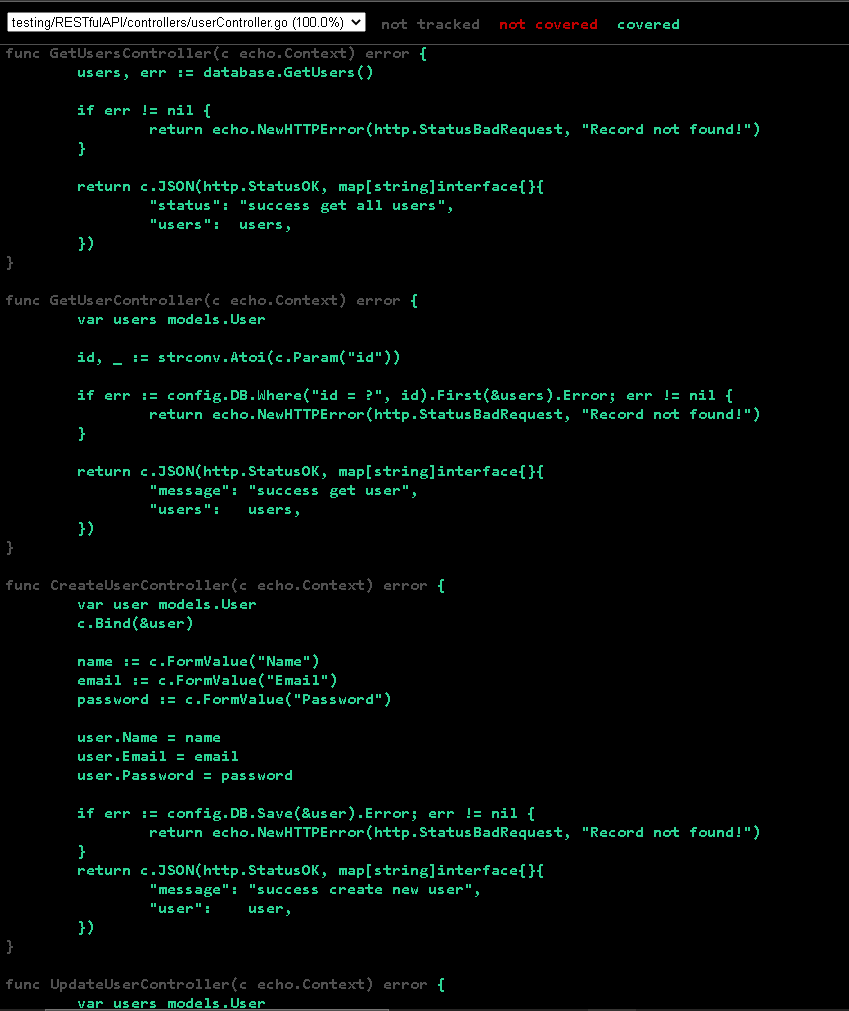 testing/RESTfulAPI/controllers/userController.go (100.0%) not tracked not covered covered
func GetUsersController(c echo.Context) error {
users, err := database.GetUsers()
if err != nil {
return echo.NewHTTPError(http.StatusBadRequest, "Record not found!")
}
return c.JSON(http.StatusOK, map[string]interface{}{
"status": "success get all users",
"users":  users,
})
}
func GetUserController(c echo.Context) error {
var users models.User
id, _ := strconv.Atoi(c.Param("id"))
if err := config.DB.Where("id = ?", id).First(&users).Error; err != nil {
return echo.NewHTTPError(http.StatusBadRequest, "Record not found!")
}
return c.JSON(http.StatusOK, map[string]interface{}{
"message": "success get user",
"users":   users,
})
}
func CreateUserController(c echo.Context) error {
var user models.User
c.Bind(&user)
name := c.FormValue("Name")
email := c.FormValue("Email")
password := c.FormValue("Password")
user.Name = name
user.Email = email
user.Password = password
if err := config.DB.Save(&user).Error; err != nil {
return echo.NewHTTPError(http.StatusBadRequest, "Record not found!")
}
return c.JSON(http.StatusOK, map[string]interface{}{
"message": "success create new user",
"user":    user,
})
}
func UpdateUserController(c echo.Context) error {
var users models.User